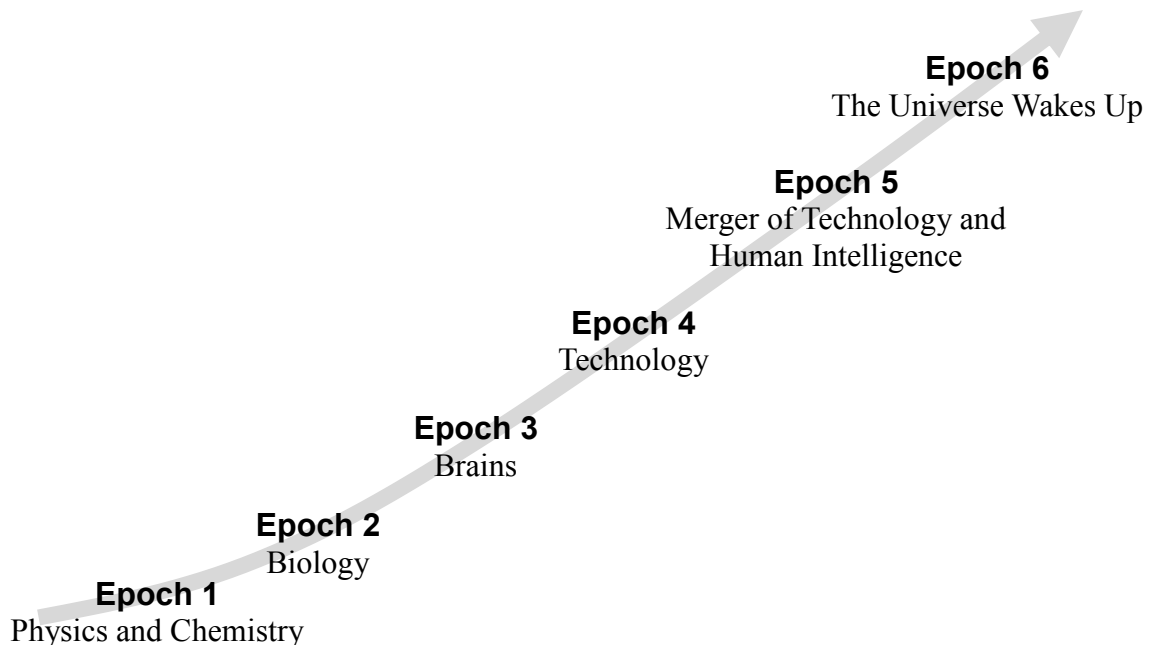 Epoch 6
The Universe Wakes Up
Epoch 5
Merger of Technology and
Human Intelligence
Epoch 4
Technology
Epoch 3
Brains
Epoch 2
Biology
Epoch 1
Physics and Chemistry